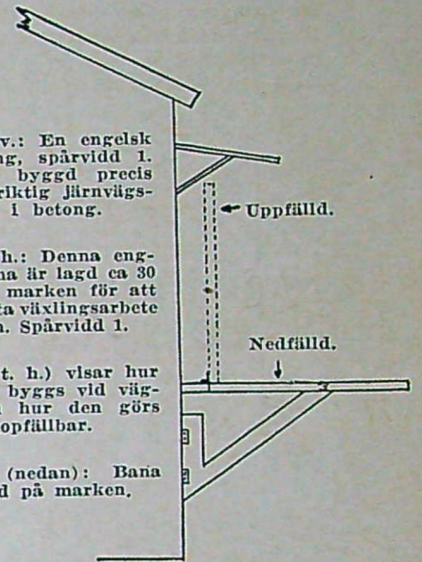 v.: En engelsk
ng, spårvidd 1.
byggd precis
riktig järnvägs-
i betong.
h.: Denna eng-
na är lagd ca 30
marken för att
ta växlingsarbete
n. Spårvidd 1.
t. h.) visar hur
byggs vid väg-
hur den görs
opfällbar.
(nedan): Bana
d på marken.
Uppfälld.
Nedfälld.